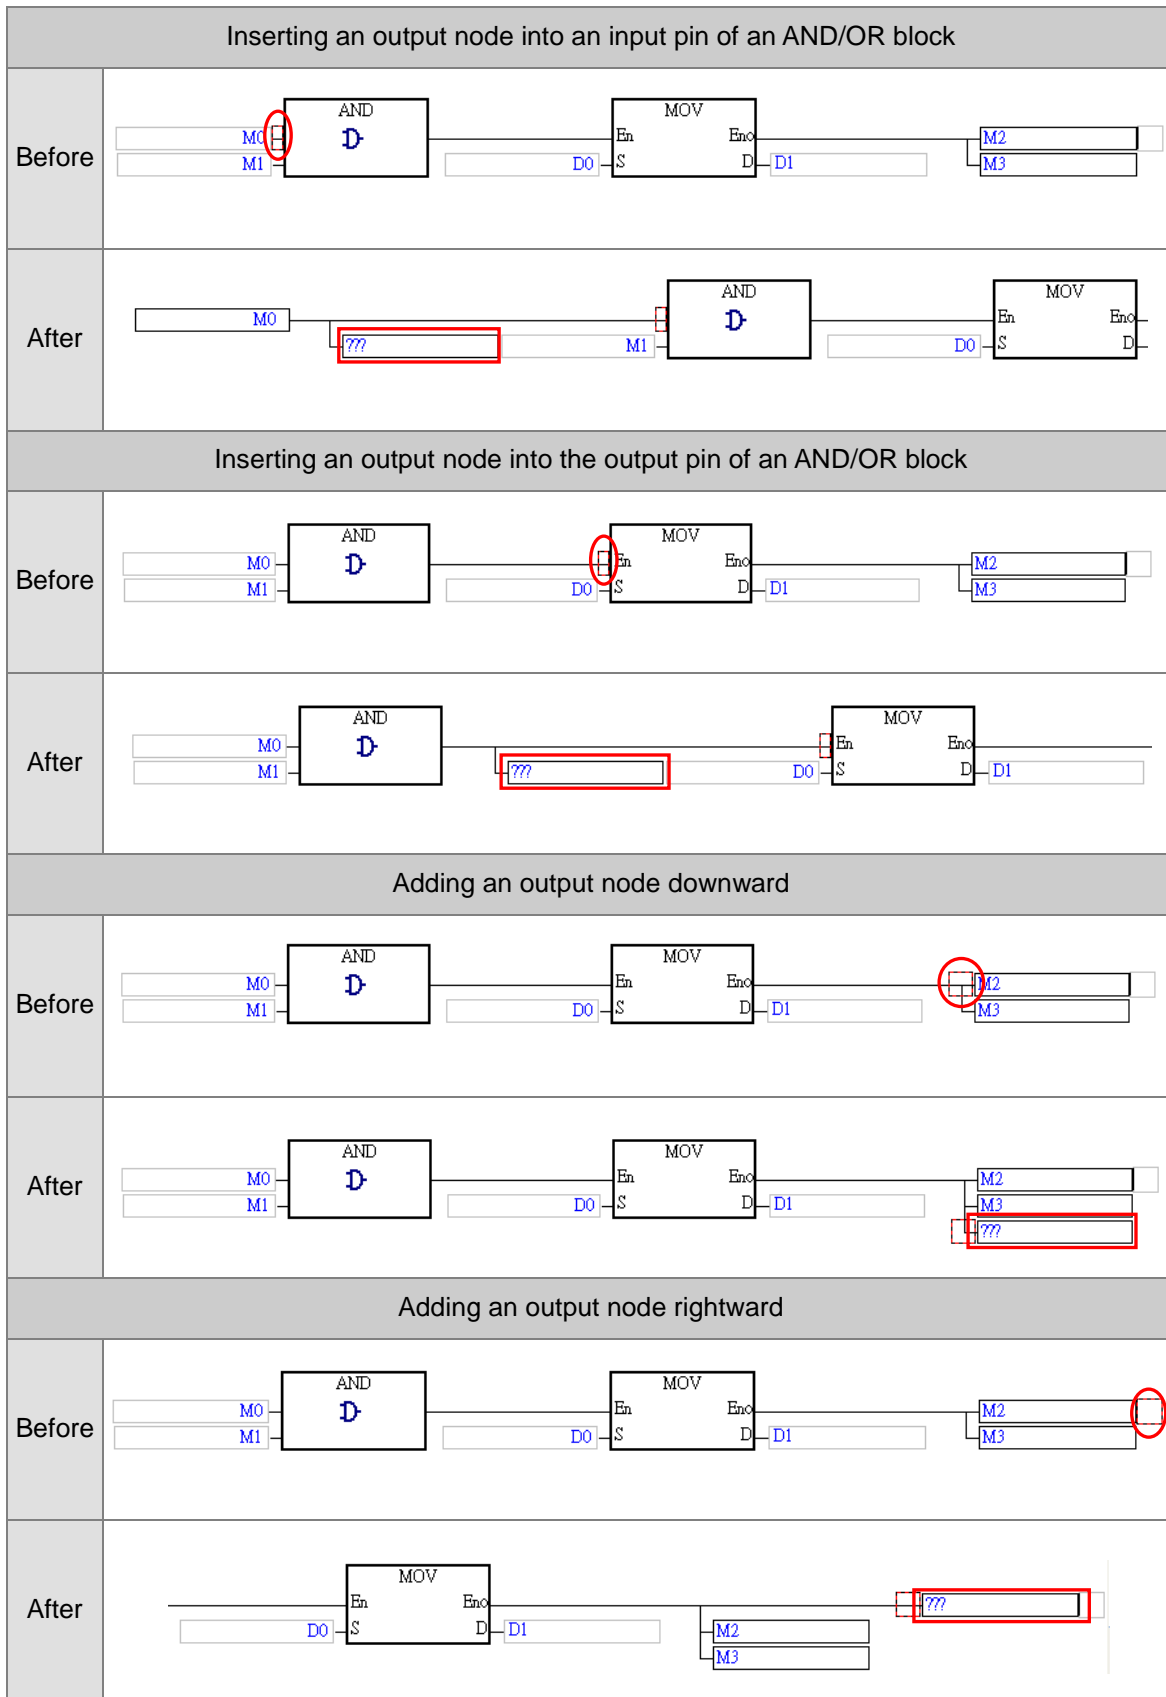 Inserting an output node into an input pin of an AND/OR block
Before
AND
MOV
M0
En
Eno
M2
M1
D0
S
D
D1
M3
After
AND
MOV
M0
En
Eno
???
M1
D0
S
D
Inserting an output node into the output pin of an AND/OR block
Before
AND
MOV
M0
En
Eno
M2
M1
D0
S
D
D1
M3
After
AND
MOV
M0
En
Eno
M1
???
D0
S
D
D1
Adding an output node downward
Before
AND
MOV
M0
En
Eno
M2
M1
D0
S
D
D1
M3
After
AND
MOV
M0
En
Eno
M2
M1
D0
S
D
D1
M3
???
Adding an output node rightward
Before
AND
MOV
M0
En
Eno
M2
M1
D0
S
D
D1
M3
After
MOV
En
Eno
???
D0
S
D
D1
M2
M3